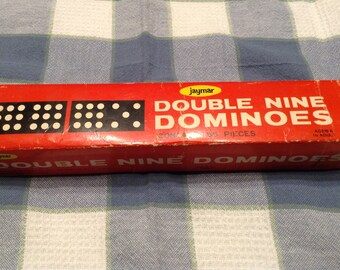 jaymar
DOUBLE NINE
DOMINOES
PIECES
DOUBLE NINE DOMINOES